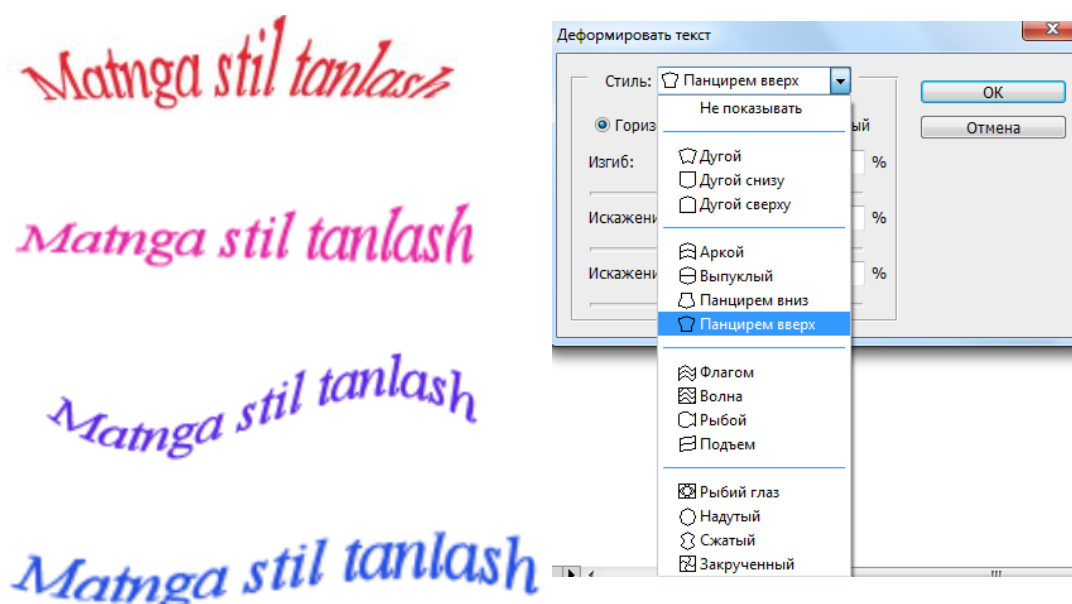 Matnga stil tanlash
Matnga stil tanlash
Matnga stil tanlash
Matnga stil tanlash
Деформировать текст
Стиль: Панцирем вверх
ОК
Отмена
Не показывать
Гориз ый
Изгиб: %
Дугой
Дугой снизу
Дугой сверху
Искажени %
Аркой
Выпуклый
Искажени %
Панцирем вниз
Панцирем вверх
Флагом
Волна
Рыбой
Подъем
Рыбий глаз
Надутый
Сжатый
Закрученный